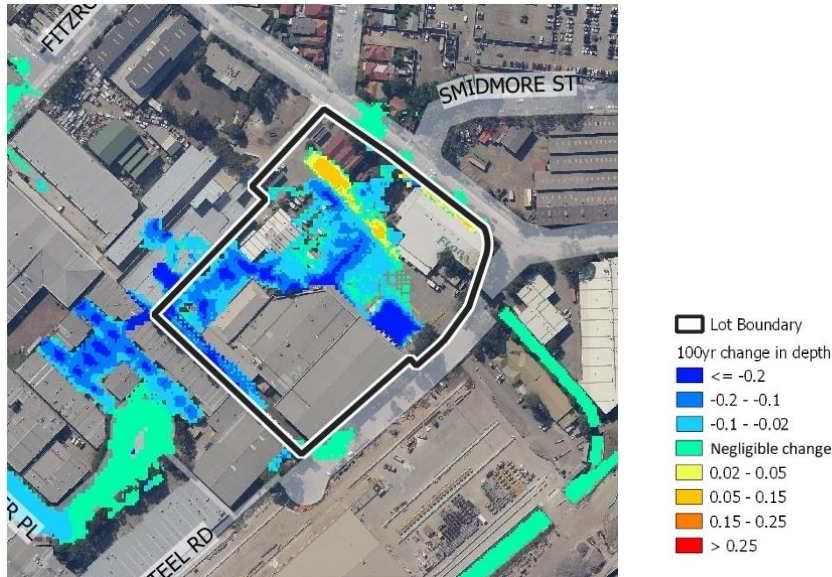 FITZRO
SMIDMORE ST
ER PL
TEEL RD
Lot Boundary
100yr change in depth
<= -0.2
-0.2 - -0.1
-0.1 - -0.02
Negligible change
0.02 - 0.05
0.05 - 0.15
0.15 - 0.25
> 0.25